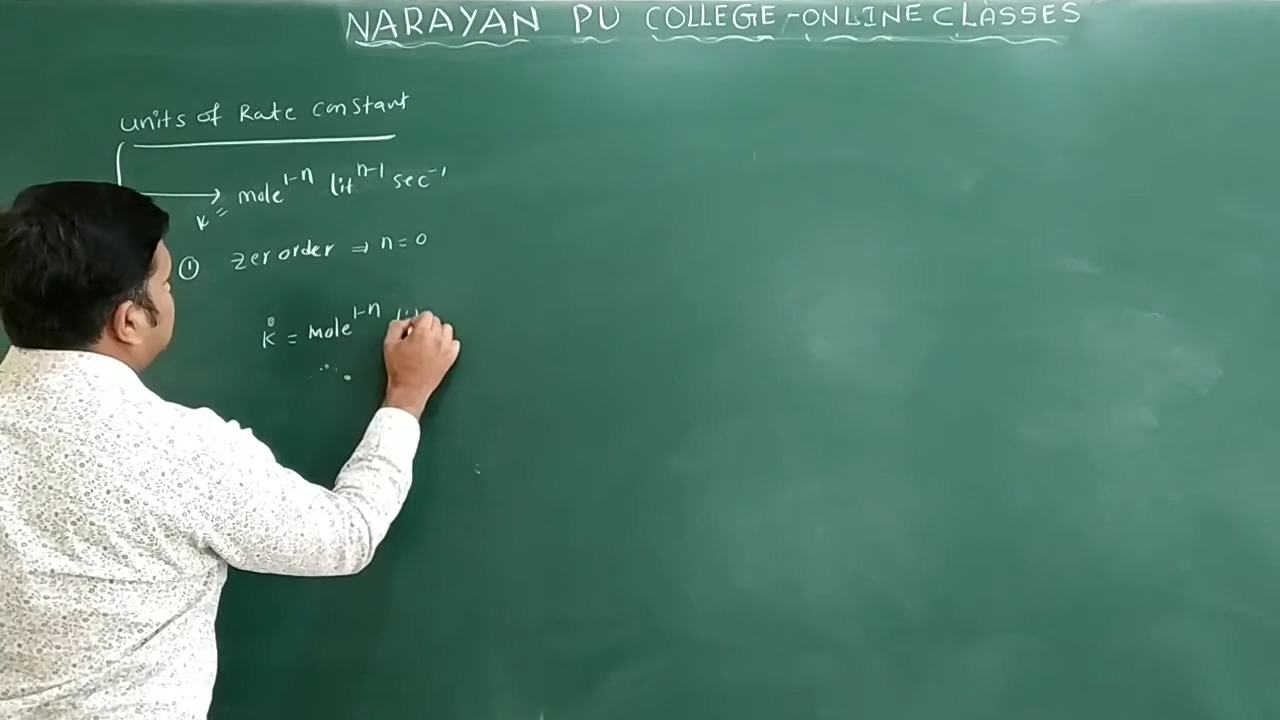 NARAYAN PU COLLEGE-ONLINE CLASSES
units of Rate constant
K = mole^1-n lit^n-1 sec^-1
① zer order ⇒ n=0
K° = mole^1-n